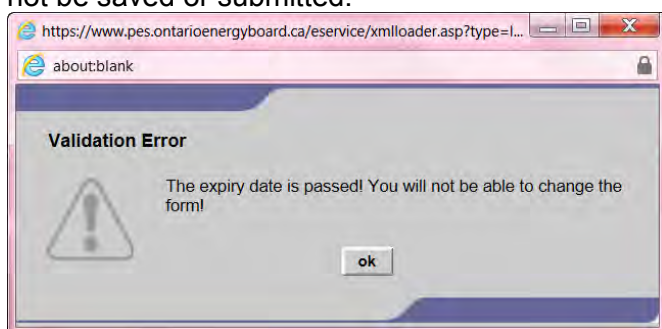 not be saved or submitted.
https://www.pes.ontarioenergyboard.ca/eservice/xmlloader.asp?type=l...
about:blank
Validation Error
The expiry date is passed! You will not be able to change the
form!
ok